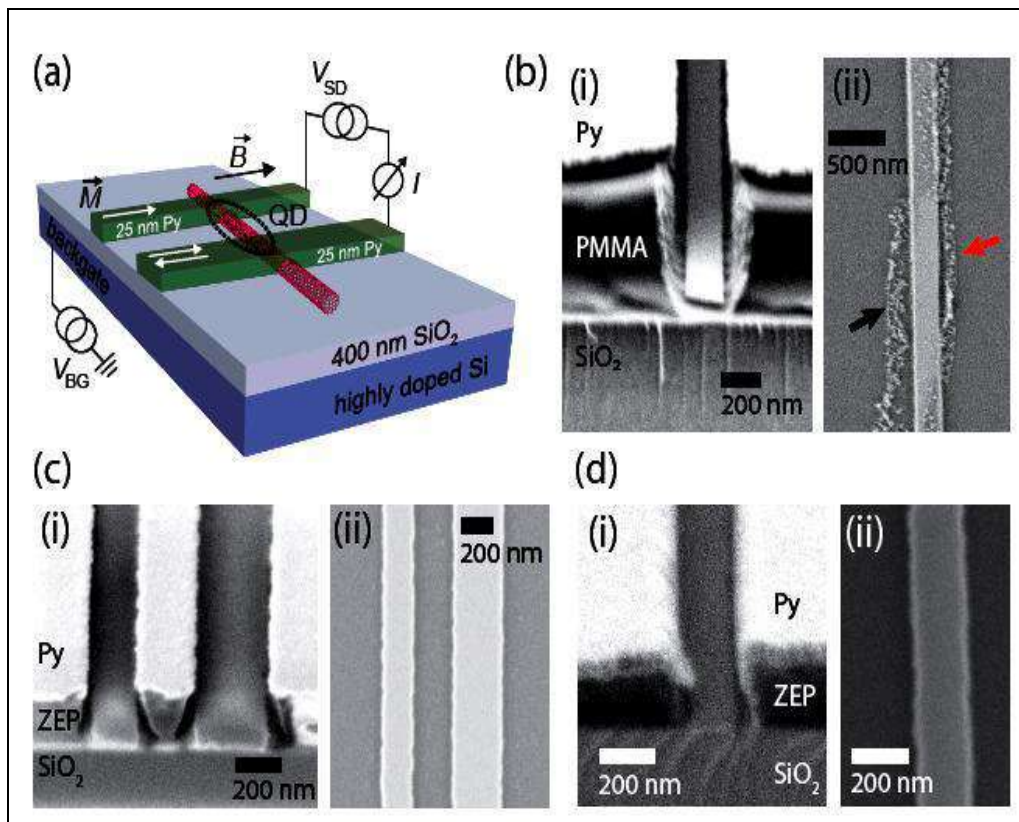 (a)
V_SD
B
M
I
QD
25 nm Py
25 nm Py
backgate
400 nm SiO₂
highly doped Si
V_BG
(b)
(i)
Py
PMMA
SiO₂
200 nm
(ii)
500 nm
(c)
(i)
Py
ZEP
SiO₂
200 nm
(ii)
200 nm
(d)
(i)
Py
ZEP
200 nm
SiO₂
(ii)
200 nm